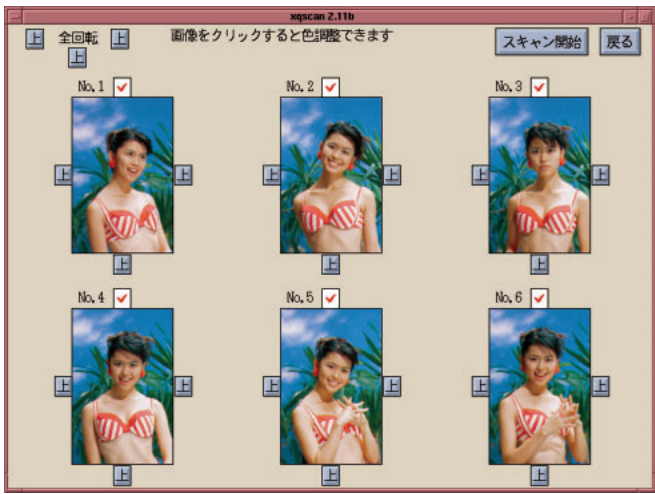 xqscan 2.11b
上 全回転 上
上
画像をクリックすると色調整できます
スキャン開始 戻る
No.1 No.2 No.3
上 上 上 上 上 上
上 上 上
No.4 No.5 No.6
上 上 上 上 上 上
上 上 上